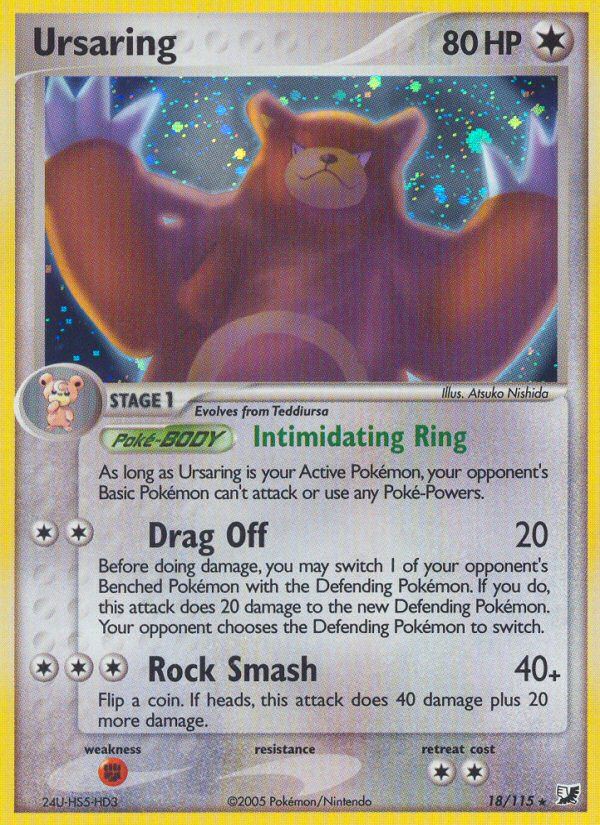 Ursaring
80 HP
Illus. Atsuko Nishida
STAGE 1
Evolves from Teddiursa
Poké-BODY Intimidating Ring
As long as Ursaring is your Active Pokémon, your opponent's
Basic Pokémon can't attack or use any Poké-Powers.
Drag Off 20
Before doing damage, you may switch 1 of your opponent's
Benched Pokémon with the Defending Pokémon. If you do,
this attack does 20 damage to the new Defending Pokémon.
Your opponent chooses the Defending Pokémon to switch.
Rock Smash 40+
Flip a coin. If heads, this attack does 40 damage plus 20
more damage.
weakness resistance retreat cost
24U-HS5-HD3 ©2005 Pokémon/Nintendo 18/115 ★